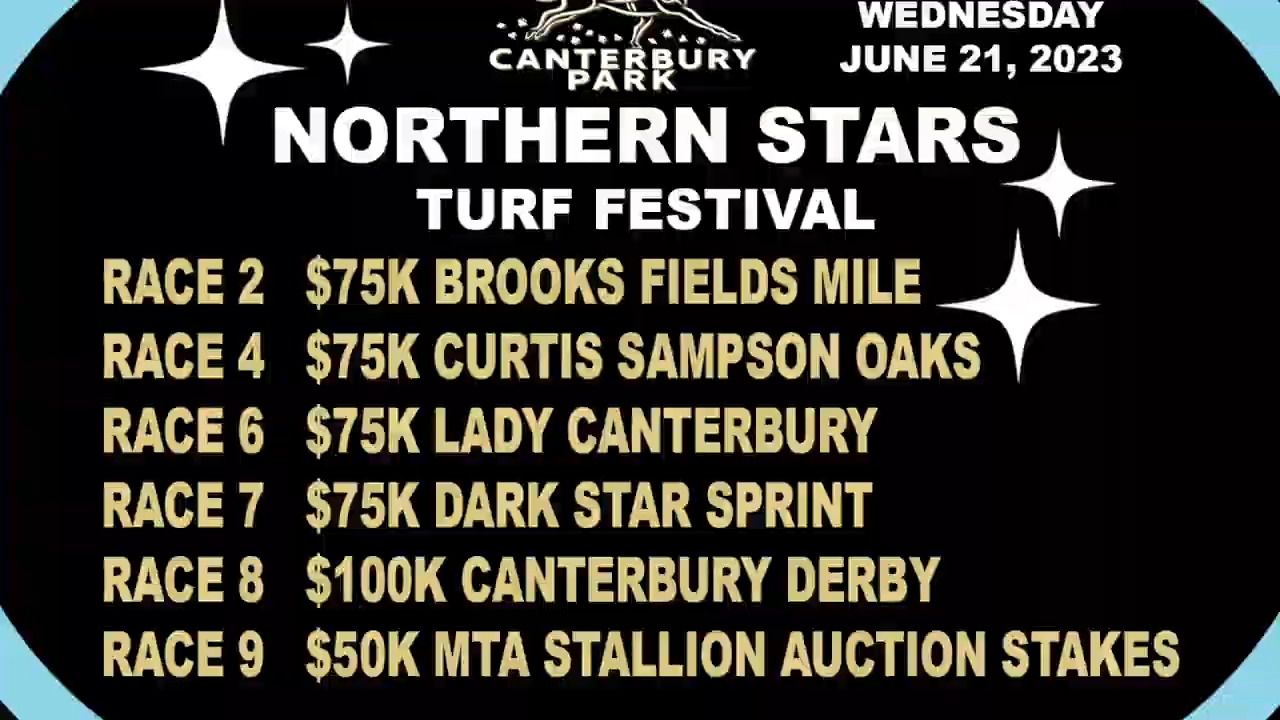 CANTERBURY
PARK
WEDNESDAY
JUNE 21, 2023
NORTHERN STARS
TURF FESTIVAL
RACE 2 $75K BROOKS FIELDS MILE
RACE 4 $75K CURTIS SAMPSON OAKS
RACE 6 $75K LADY CANTERBURY
RACE 7 $75K DARK STAR SPRINT
RACE 8 $100K CANTERBURY DERBY
RACE 9 $50K MTA STALLION AUCTION STAKES